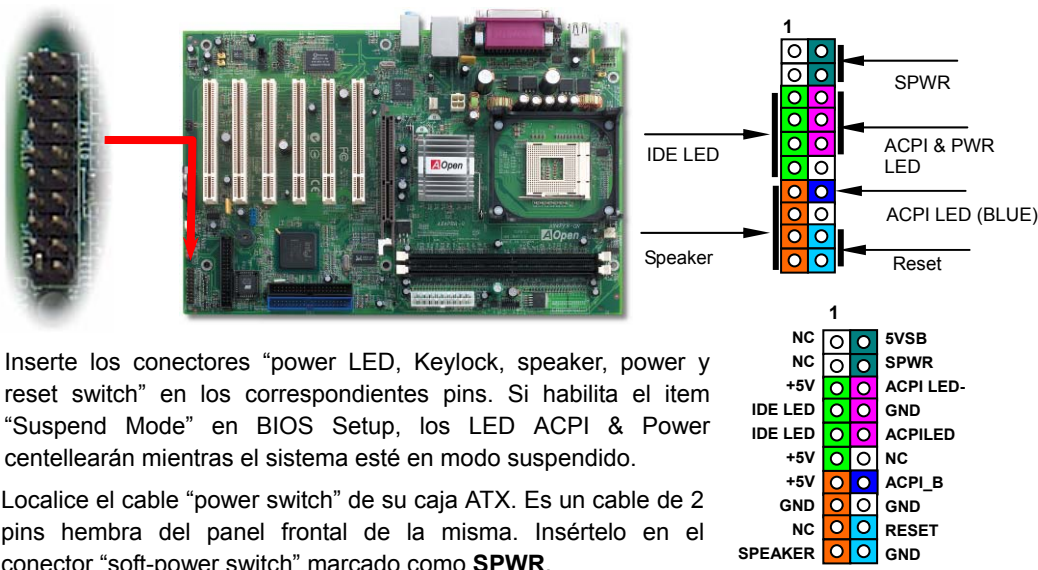 1
SPWR
IDE LED
ACPI & PWR
LED
ACPI LED (BLUE)
Speaker
Reset
AOpen
AOpen
Inserte los conectores “power LED, Keylock, speaker, power y
reset switch” en los correspondientes pins. Si habilita el item
“Suspend Mode” en BIOS Setup, los LED ACPI & Power
centellearán mientras el sistema esté en modo suspendido.
Localice el cable “power switch” de su caja ATX. Es un cable de 2
pins hembra del panel frontal de la misma. Insértelo en el
conector “soft-power switch” marcado como SPWR.
1
NC 5VSB
NC SPWR
+5V ACPI LED-
IDE LED GND
IDE LED ACPILED
+5V NC
+5V ACPI_B
GND GND
NC RESET
SPEAKER GND